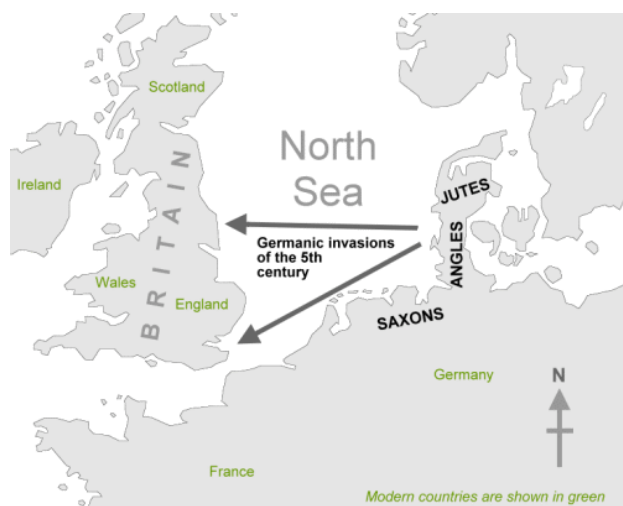 Scotland
North
Sea
Ireland
BRITAIN
JUTES
Germanic invasions
of the 5th
century
ANGLES
Wales
England
SAXONS
Germany
N
France
Modern countries are shown in green